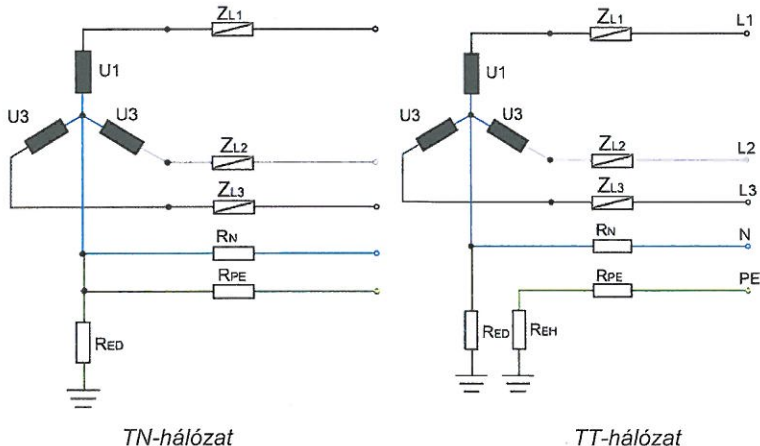 ZL1
U1
U3
U3
ZL2
ZL3
RN
RPE
RED
TN-hálózat
ZL1
L1
U1
U3
U3
ZL2
L2
ZL3
L3
RN
N
RPE
PE
RED
REH
TT-hálózat